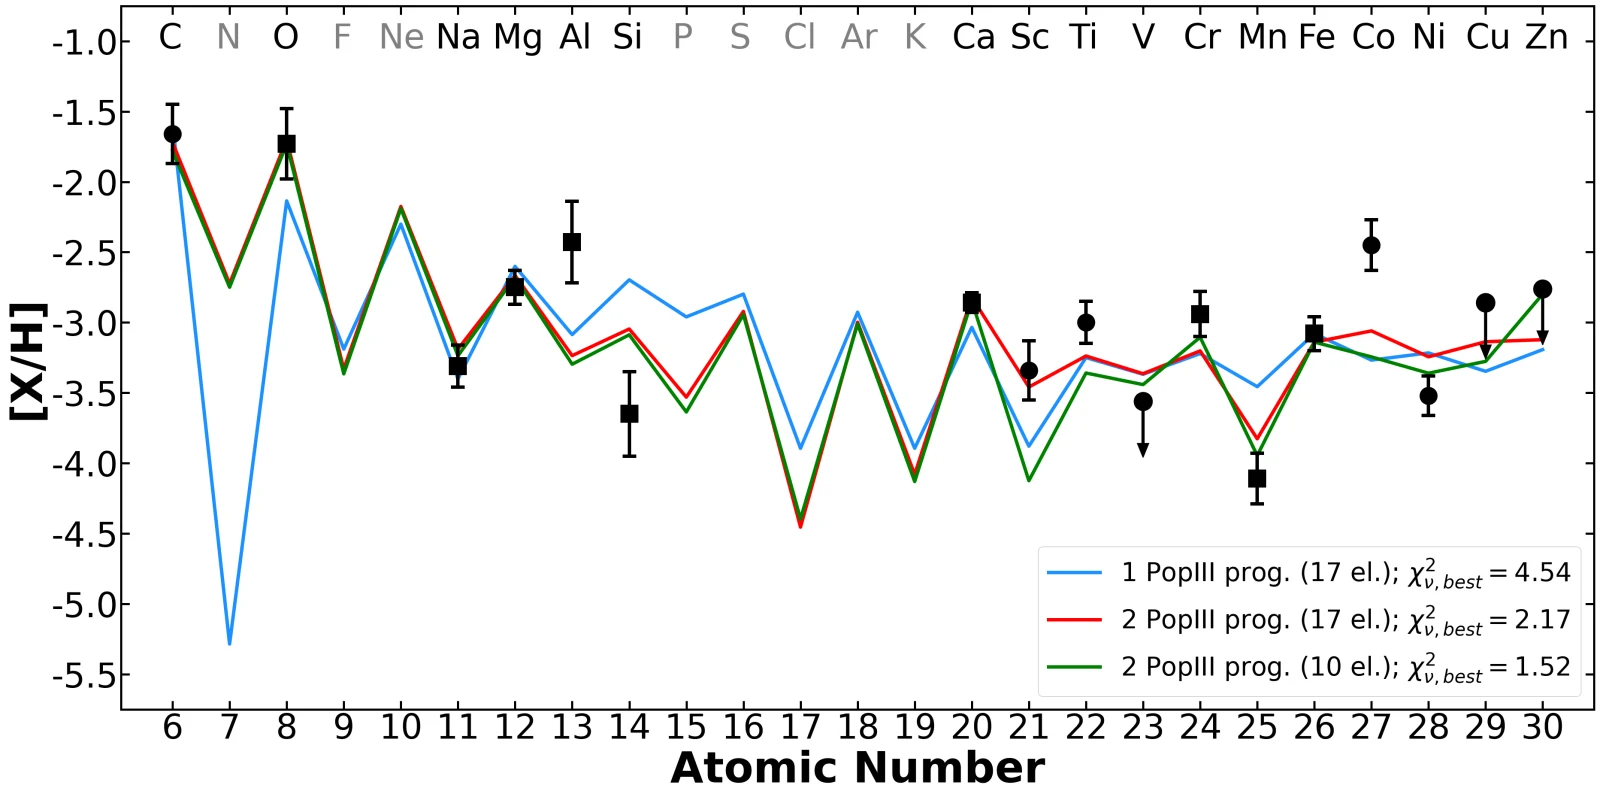 C N O F Ne Na Mg Al Si P S Cl Ar K Ca Sc Ti V Cr Mn Fe Co Ni Cu Zn
-1.0
-1.5
-2.0
-2.5
-3.0
-3.5
-4.0
-4.5
-5.0
-5.5
[X/H]
1 PopIII prog. (17 el.); χ²ν,best = 4.54
2 PopIII prog. (17 el.); χ²ν,best = 2.17
2 PopIII prog. (10 el.); χ²ν,best = 1.52
6 7 8 9 10 11 12 13 14 15 16 17 18 19 20 21 22 23 24 25 26 27 28 29 30
Atomic Number